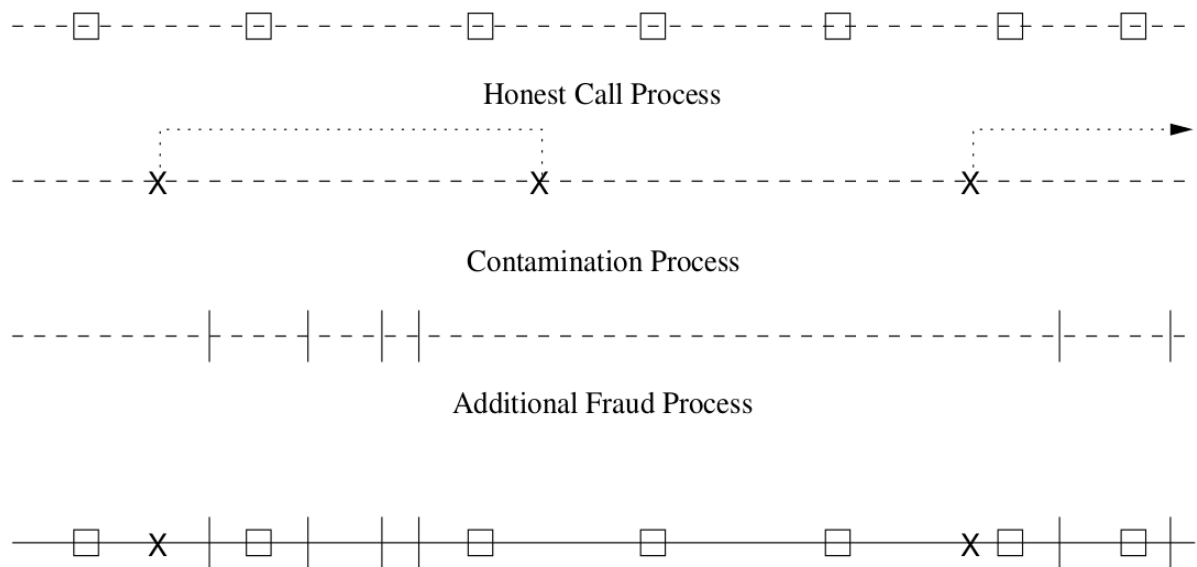 Honest Call Process
X X X
Contamination Process
Additional Fraud Process
X X